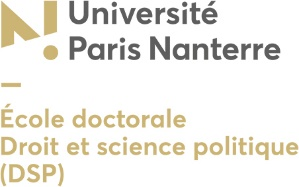 Université
Paris Nanterre
École doctorale
Droit et science politique
(DSP)